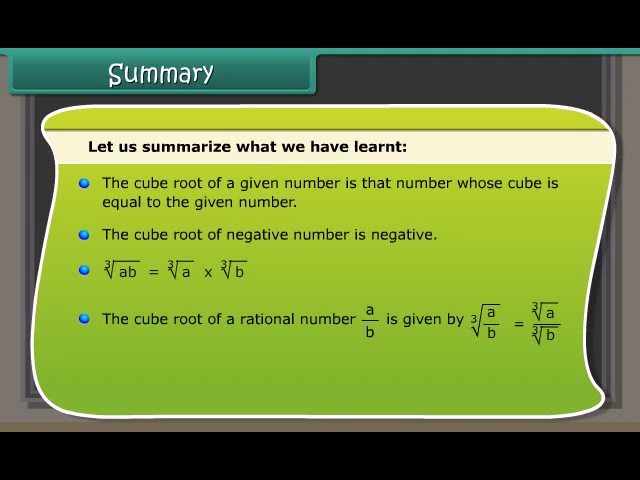 Summary
Let us summarize what we have learnt:
The cube root of a given number is that number whose cube is
equal to the given number.
The cube root of negative number is negative.
∛ab = ∛a x ∛b
The cube root of a rational number a/b is given by ∛(a/b) = ∛a/∛b